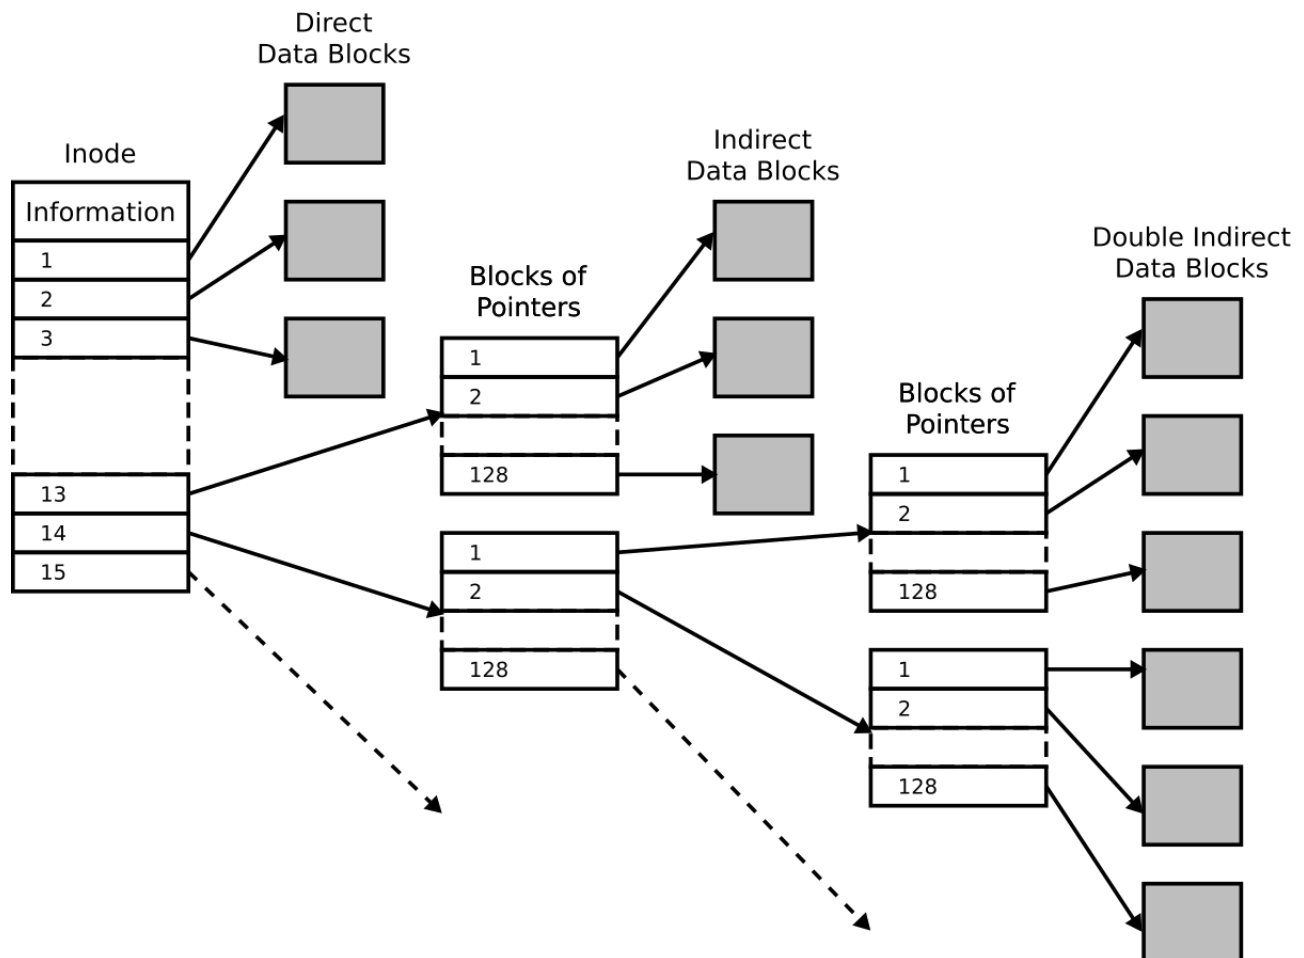 Direct
Data Blocks
Inode
Information
1
2
3
13
14
15
Blocks of
Pointers
1
2
128
1
2
128
Indirect
Data Blocks
Blocks of
Pointers
1
2
128
1
2
128
Double Indirect
Data Blocks